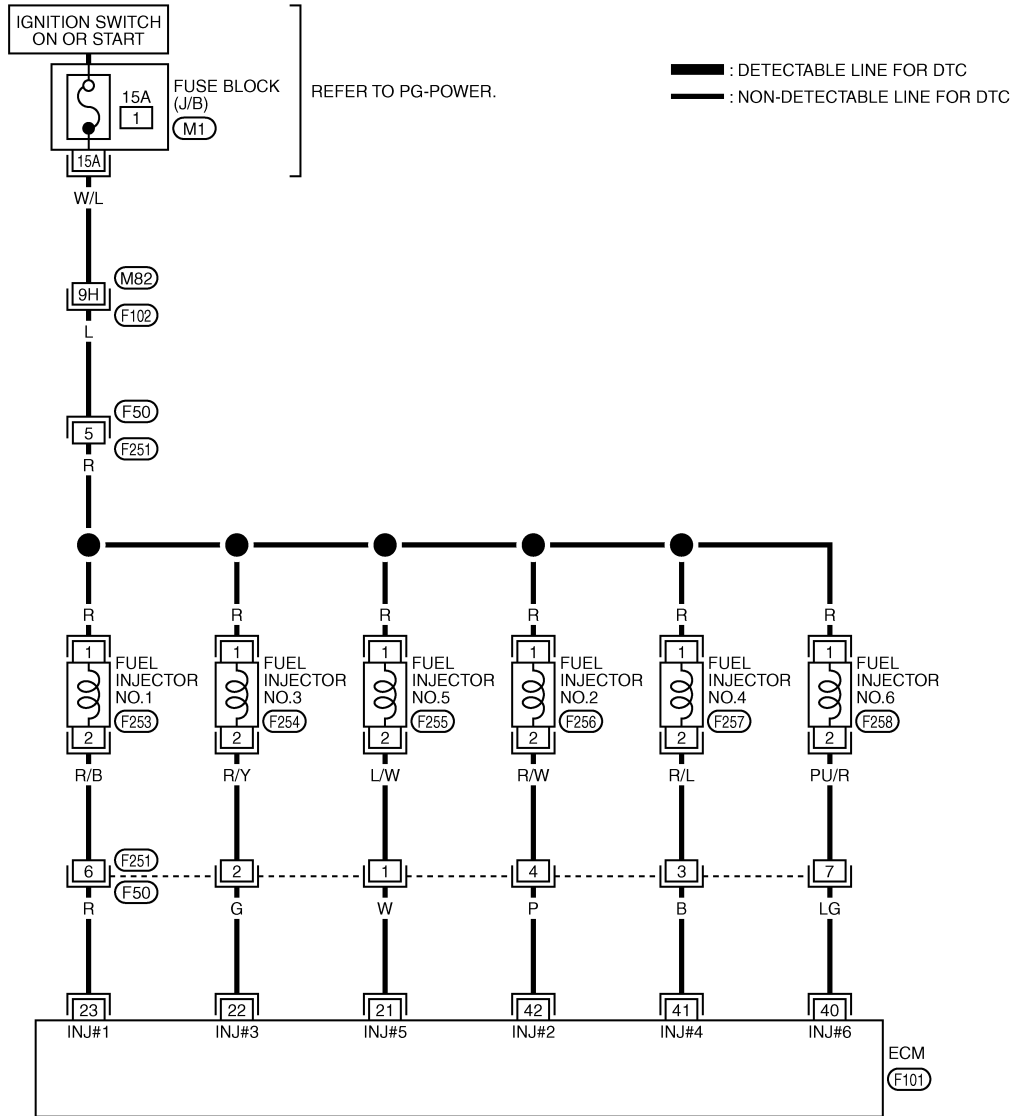 IGNITION SWITCH
ON OR START
FUSE BLOCK
(J/B)
15A
1
M1
REFER TO PG-POWER.
: DETECTABLE LINE FOR DTC
: NON-DETECTABLE LINE FOR DTC
15A
W/L
M82
9H
F102
L
F50
5
F251
R
R R R R R R
1 1 1 1 1 1
FUEL
INJECTOR
NO.1
F253
FUEL
INJECTOR
NO.3
F254
FUEL
INJECTOR
NO.5
F255
FUEL
INJECTOR
NO.2
F256
FUEL
INJECTOR
NO.4
F257
FUEL
INJECTOR
NO.6
F258
2 2 2 2 2 2
R/B R/Y L/W R/W R/L PU/R
F251
6 2 1 4 3 7
F50
R G W P B LG
23 22 21 42 41 40
INJ#1 INJ#3 INJ#5 INJ#2 INJ#4 INJ#6
ECM
F101